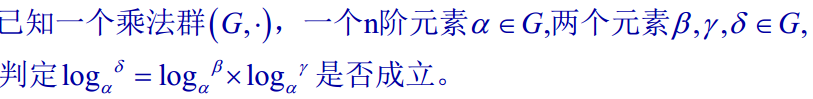 已知一个乘法群(G,·)，一个n阶元素α∈G,两个元素β,γ,δ∈G,
判定log_α^δ = log_α^β × log_α^γ 是否成立。